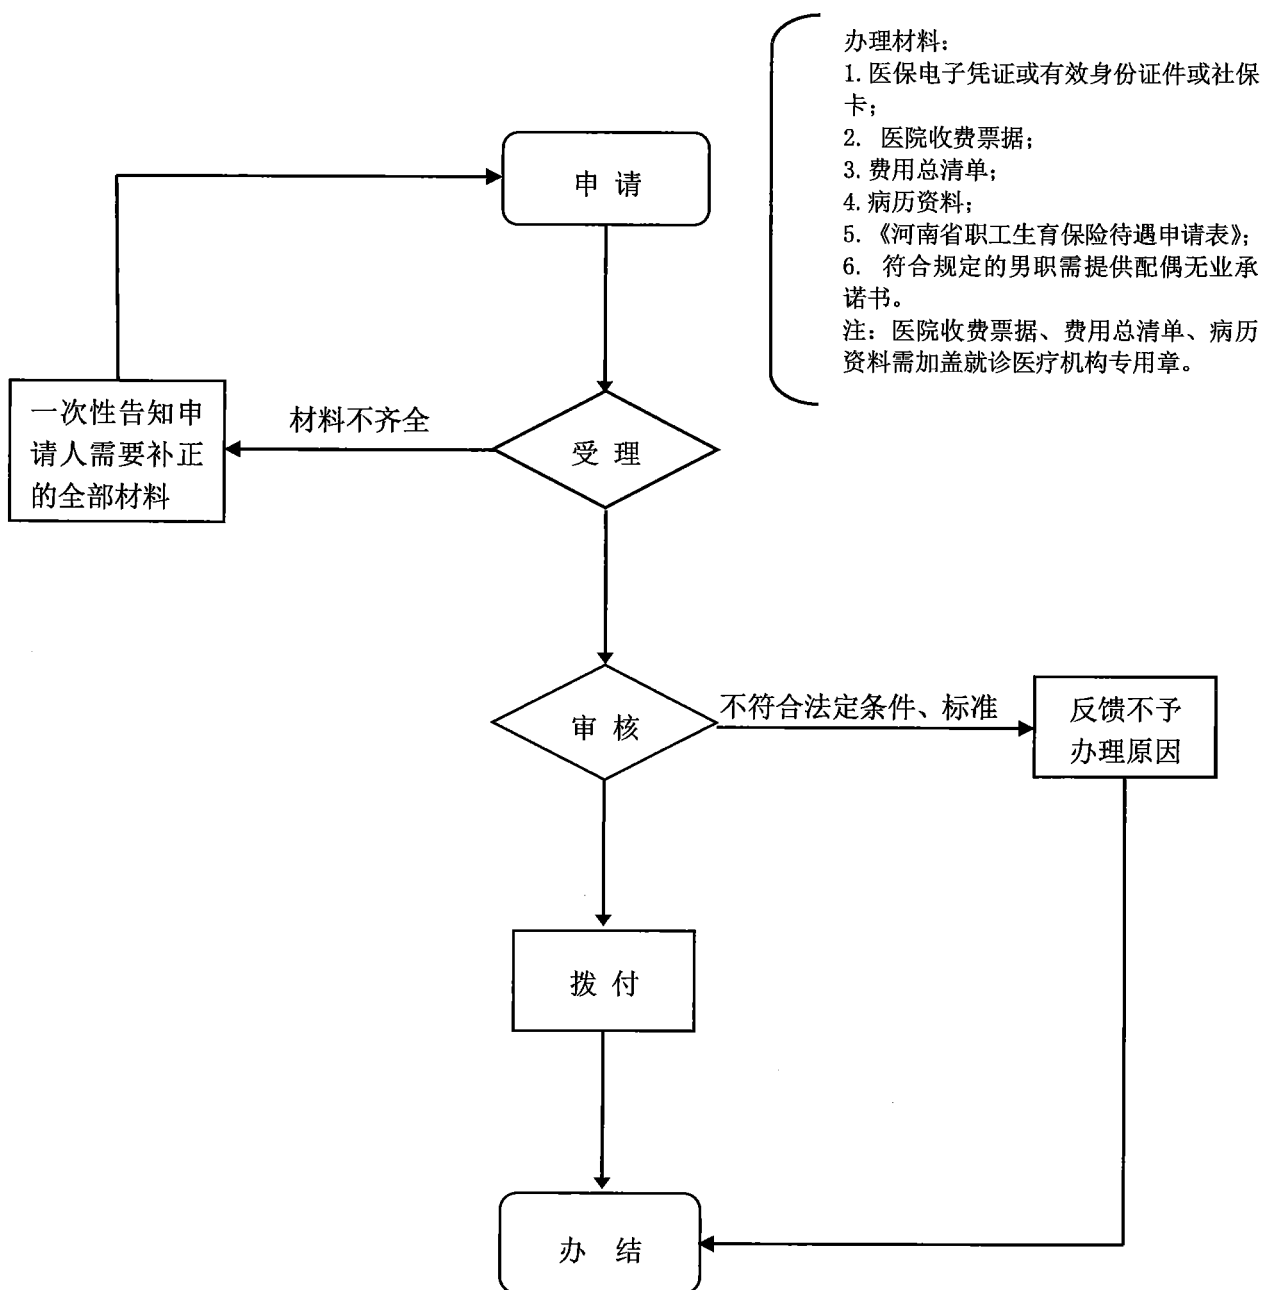 办理材料：
1. 医保电子凭证或有效身份证件或社保
卡；
2. 医院收费票据；
3. 费用总清单；
4. 病历资料；
5.《河南省职工生育保险待遇申请表》；
6. 符合规定的男职需提供配偶无业承
诺书。
注：医院收费票据、费用总清单、病历
资料需加盖就诊医疗机构专用章。
申 请
材料不齐全
一次性告知申
请人需要补正
的全部材料
受 理
审 核
不符合法定条件、标准
反馈不予
办理原因
拨 付
办 结